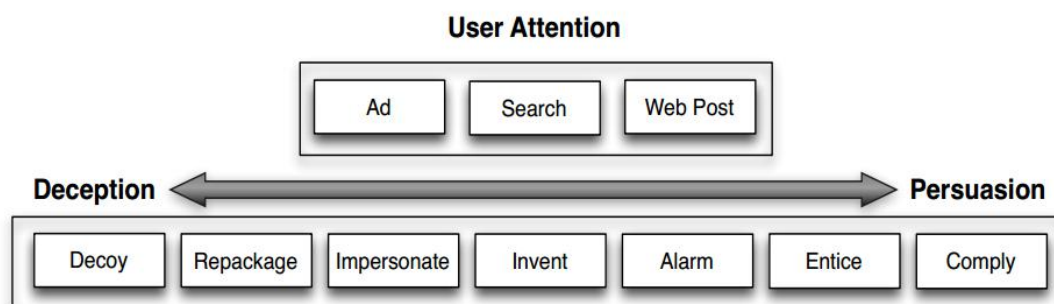 User Attention
Ad Search Web Post
Deception Persuasion
Decoy Repackage Impersonate Invent Alarm Entice Comply